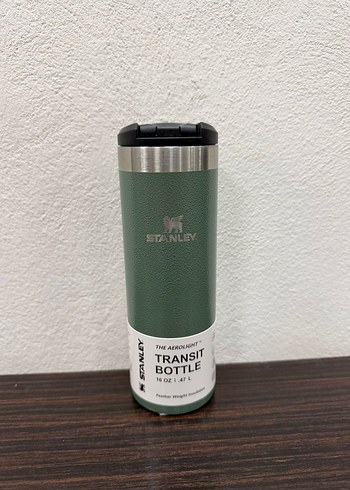 STANLEY
STANLEY
THE AEROLIGHT™
TRANSIT
BOTTLE
16 OZ | .47 L
Feather Weight Insulation